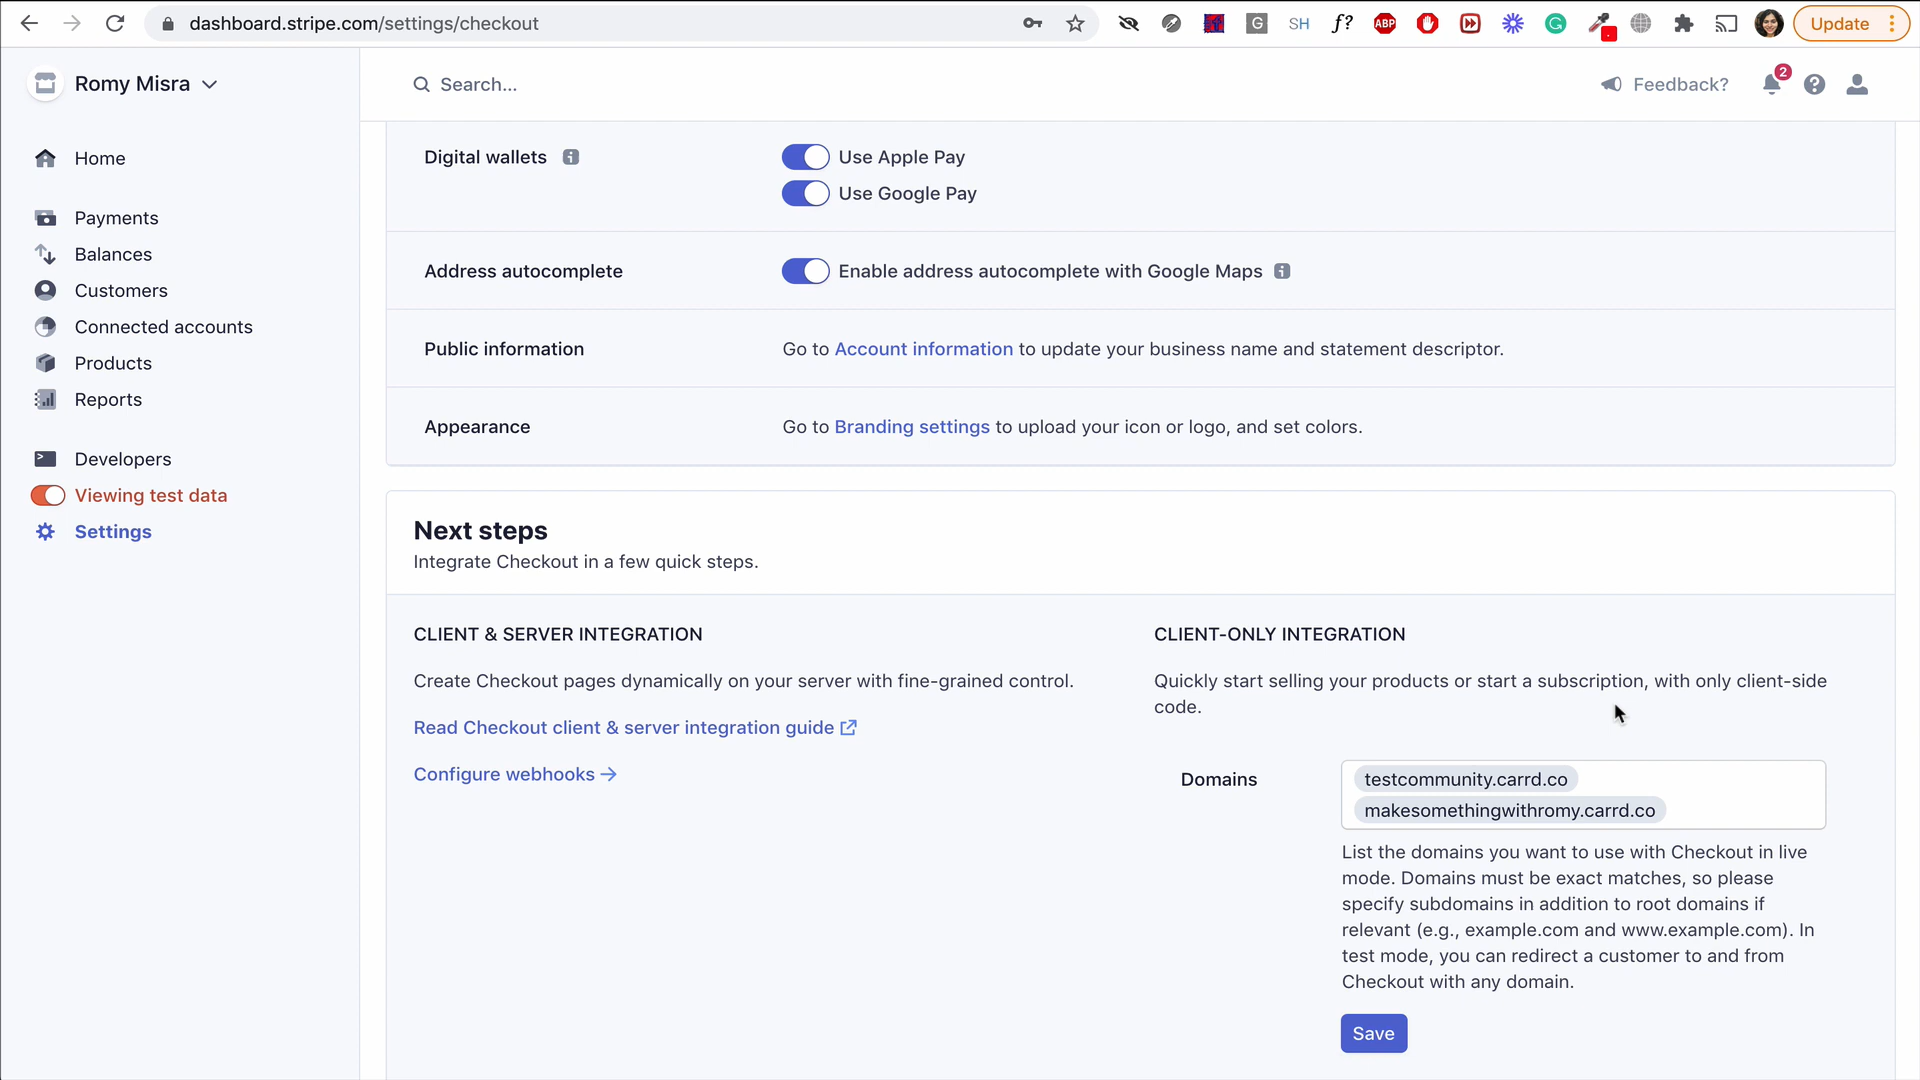 dashboard.stripe.com/settings/checkout
G
SH
f?
ABP
G
Update
Romy Misra
Search...
Feedback?
2
Home
Payments
Balances
Customers
Connected accounts
Products
Reports
Developers
Viewing test data
Settings
Digital wallets
Use Apple Pay
Use Google Pay
Address autocomplete
Enable address autocomplete with Google Maps
Public information
Go to Account information to update your business name and statement descriptor.
Appearance
Go to Branding settings to upload your icon or logo, and set colors.
Next steps
Integrate Checkout in a few quick steps.
CLIENT & SERVER INTEGRATION
Create Checkout pages dynamically on your server with fine-grained control.
Read Checkout client & server integration guide
Configure webhooks
CLIENT-ONLY INTEGRATION
Quickly start selling your products or start a subscription, with only client-side
code.
Domains
testcommunity.carrd.co
makesomethingwithromy.carrd.co
List the domains you want to use with Checkout in live
mode. Domains must be exact matches, so please
specify subdomains in addition to root domains if
relevant (e.g., example.com and www.example.com). In
test mode, you can redirect a customer to and from
Checkout with any domain.
Save